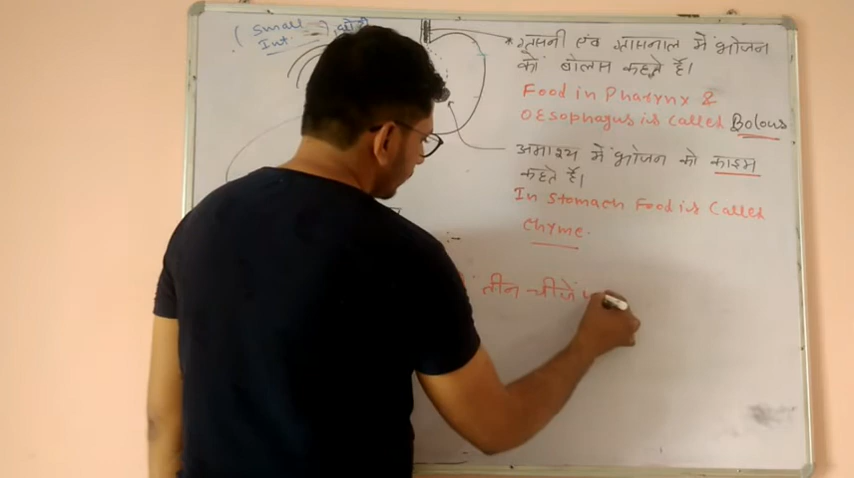 ( Small
Int.
ग्रसनी एवं ग्रासनाल में भोजन
को बोलस कहते हैं।
Food in Pharynx &
Oesophagus is called Bolous
अमाश्य में भोजन को काइम
कहते हैं।
In stomach Food is Called
Chyme.
तीन चीजें